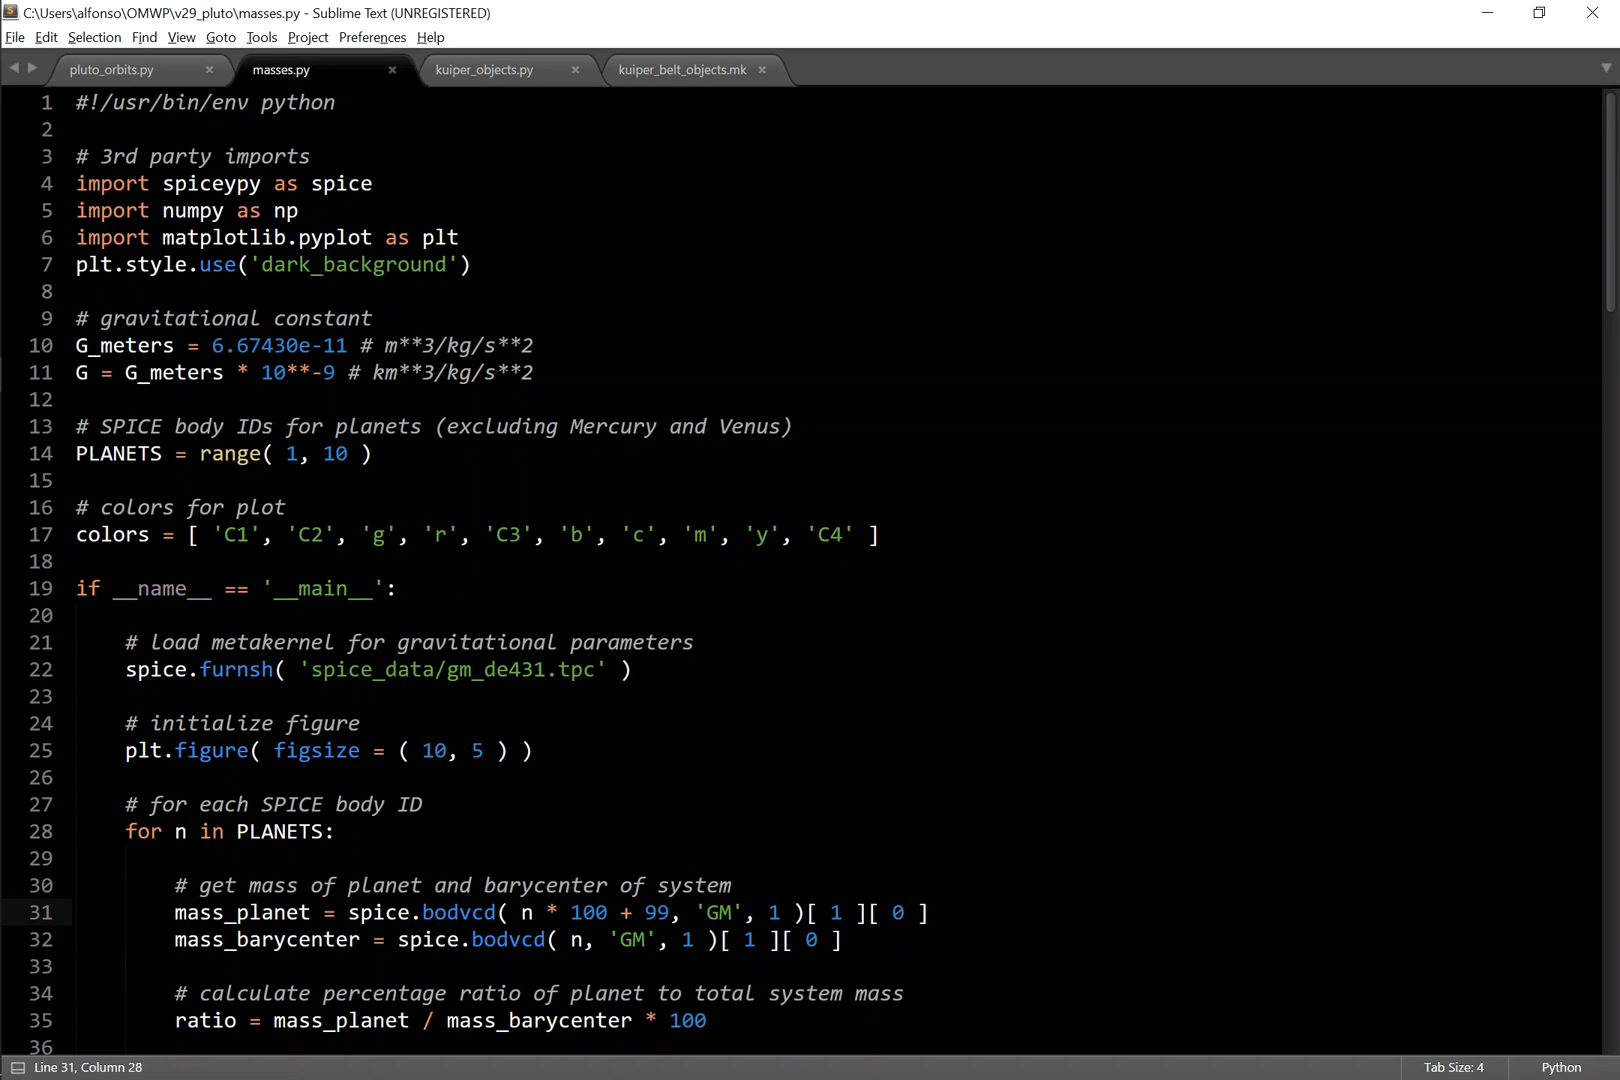 C:\Users\alfonso\OMWP\v29_pluto\masses.py - Sublime Text (UNREGISTERED)
File Edit Selection Find View Goto Tools Project Preferences Help
pluto_orbits.py masses.py kuiper_objects.py kuiper_belt_objects.mk
1 #!/usr/bin/env python
2
3 # 3rd party imports
4 import spiceypy as spice
5 import numpy as np
6 import matplotlib.pyplot as plt
7 plt.style.use('dark_background')
8
9 # gravitational constant
10 G_meters = 6.67430e-11 # m**3/kg/s**2
11 G = G_meters * 10**-9 # km**3/kg/s**2
12
13 # SPICE body IDs for planets (excluding Mercury and Venus)
14 PLANETS = range( 1, 10 )
15
16 # colors for plot
17 colors = [ 'C1', 'C2', 'g', 'r', 'C3', 'b', 'c', 'm', 'y', 'C4' ]
18
19 if __name__ == '__main__':
20
21     # load metakernel for gravitational parameters
22     spice.furnsh( 'spice_data/gm_de431.tpc' )
23
24     # initialize figure
25     plt.figure( figsize = ( 10, 5 ) )
26
27     # for each SPICE body ID
28     for n in PLANETS:
29
30         # get mass of planet and barycenter of system
31         mass_planet = spice.bodvcd( n * 100 + 99, 'GM', 1 )[ 1 ][ 0 ]
32         mass_barycenter = spice.bodvcd( n, 'GM', 1 )[ 1 ][ 0 ]
33
34         # calculate percentage ratio of planet to total system mass
35         ratio = mass_planet / mass_barycenter * 100
36
Line 31, Column 28 Tab Size: 4 Python